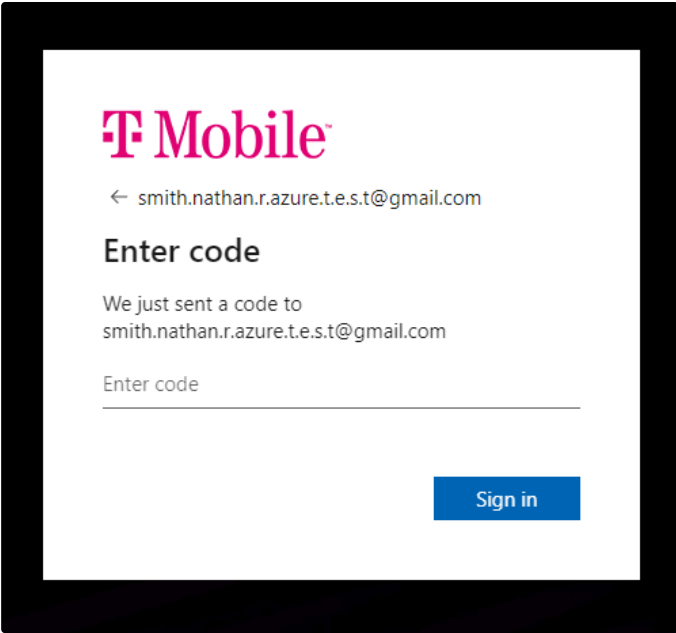 T Mobile™
← smith.nathan.r.azure.t.e.s.t@gmail.com
Enter code
We just sent a code to
smith.nathan.r.azure.t.e.s.t@gmail.com
Enter code
Sign in